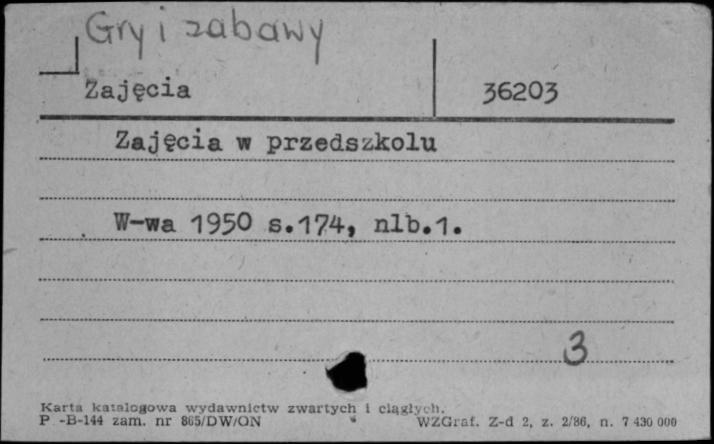 Gry i zabawy
Zajęcia 36203
Zajęcia w przedszkolu
W-wa 1950 s.174, nlb.1.
3
Karta katalogowa wydawnictw zwartych i ciągłych.
P -B-144 zam. nr 865/DW/ON WZGraf. Z-d 2, z. 2/86, n. 7 430 000